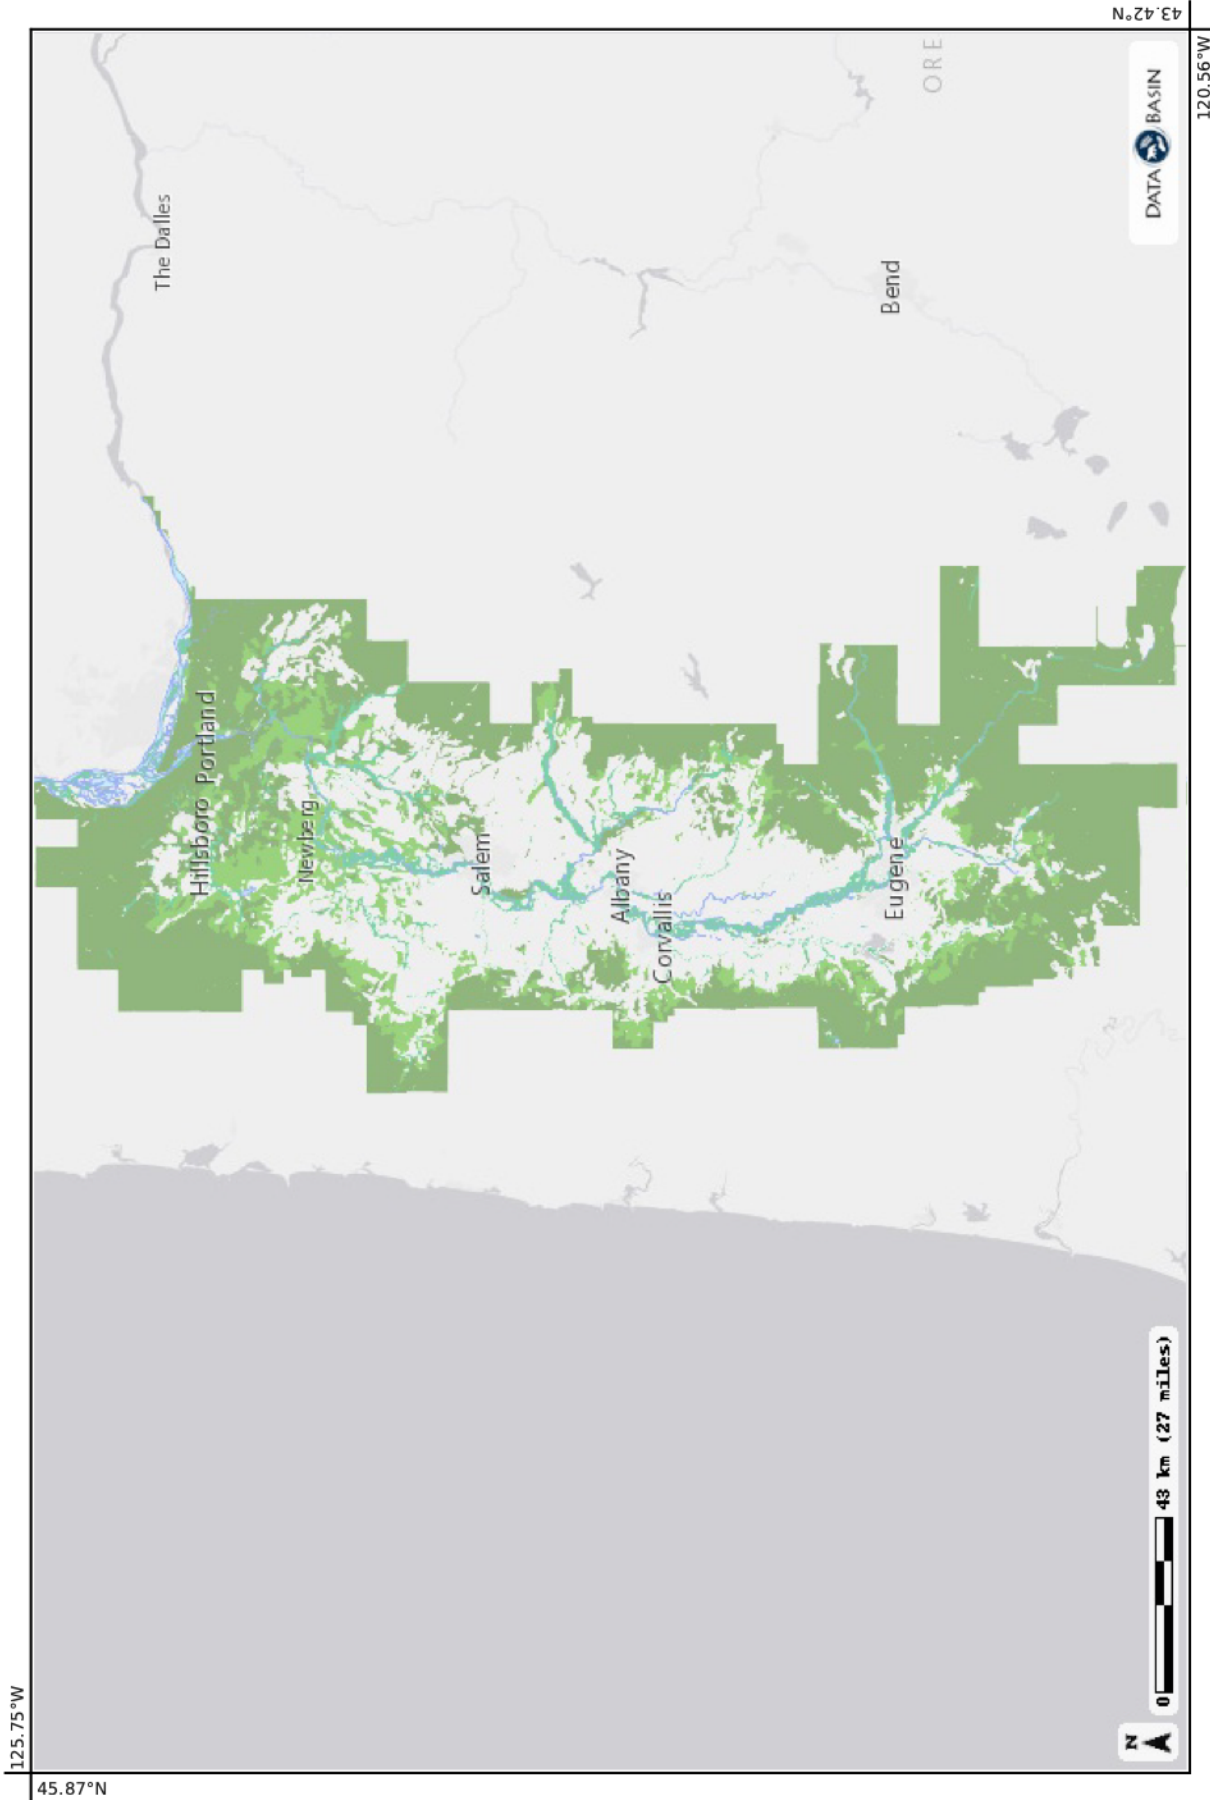 125.75°W
45.87°N
The Dalles
Hillsboro
Portland
Newberg
Salem
Albany
Corvallis
Eugene
Bend
ORE
N
0
43 km (27 miles)
DATA BASIN
43.42°N
120.56°W